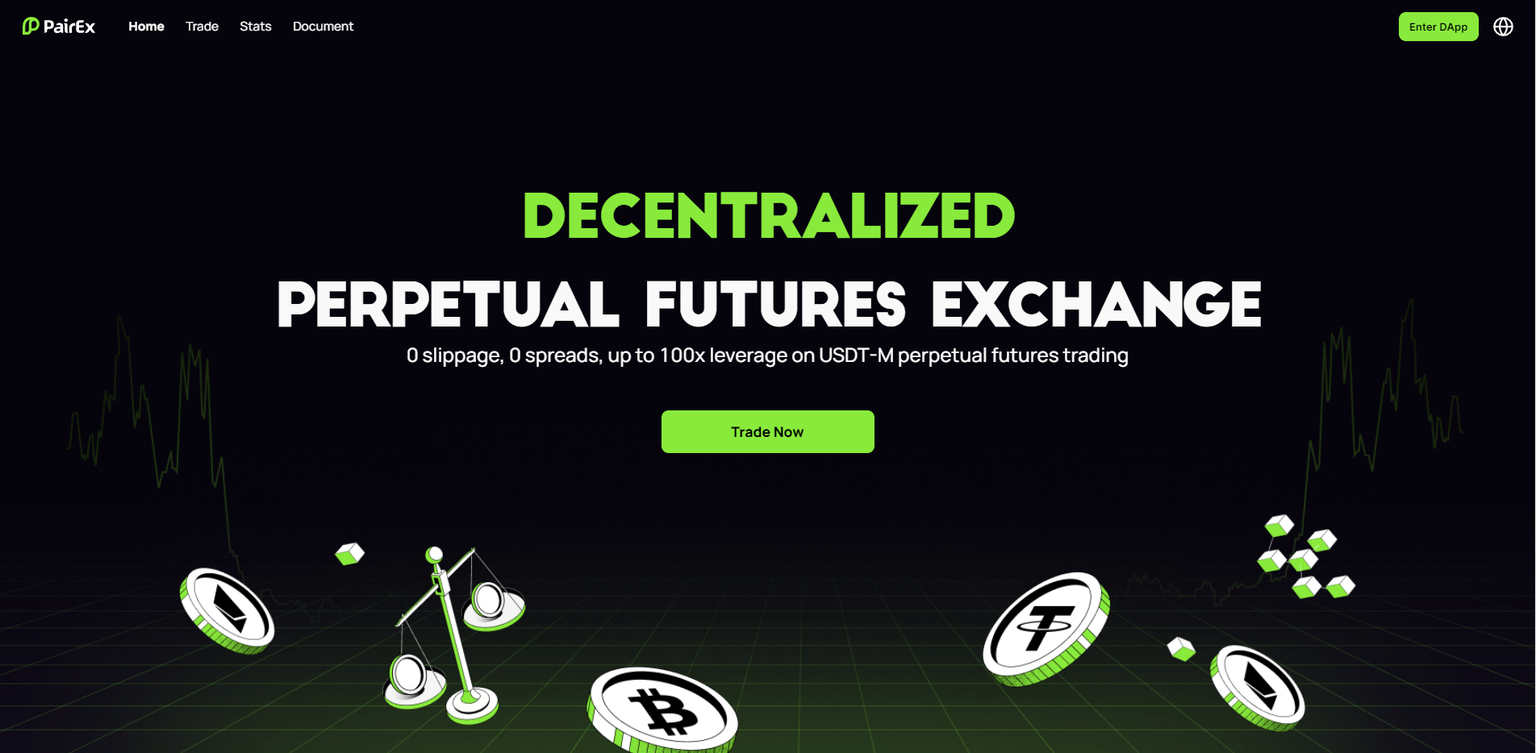 PairEx Home Trade Stats Document Enter DApp
DECENTRALIZED
PERPETUAL FUTURES EXCHANGE
0 slippage, 0 spreads, up to 100x leverage on USDT-M perpetual futures trading
Trade Now